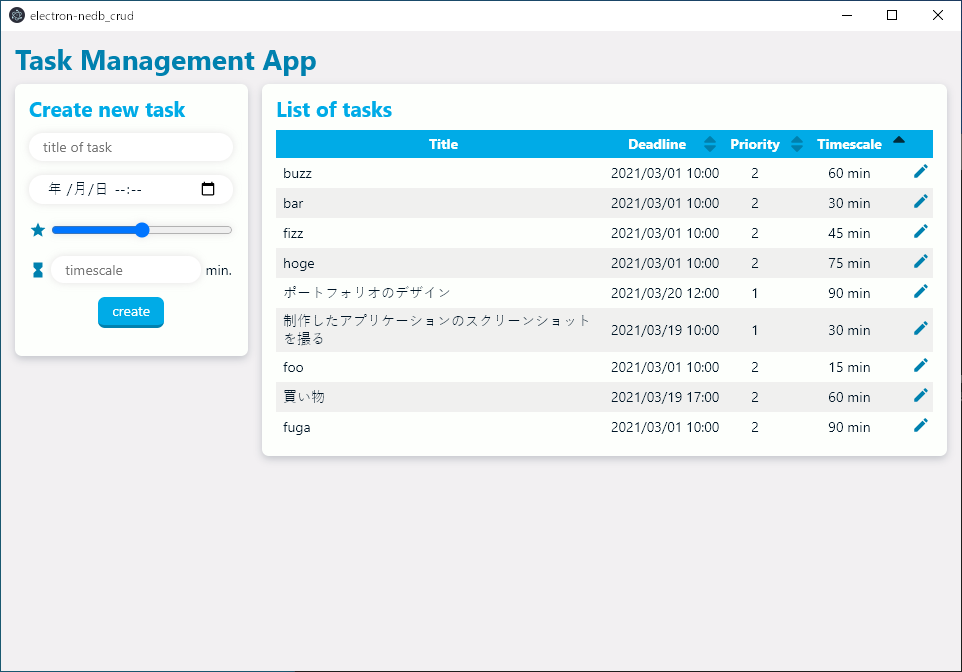 electron-nedb_crud
Task Management App
Create new task
title of task
年 /月/日 --:--
timescale min.
create
List of tasks
Title Deadline Priority Timescale
buzz 2021/03/01 10:00 2 60 min
bar 2021/03/01 10:00 2 30 min
fizz 2021/03/01 10:00 2 45 min
hoge 2021/03/01 10:00 2 75 min
ポートフォリオのデザイン 2021/03/20 12:00 1 90 min
制作したアプリケーションのスクリーンショット
を撮る 2021/03/19 10:00 1 30 min
foo 2021/03/01 10:00 2 15 min
買い物 2021/03/19 17:00 2 60 min
fuga 2021/03/01 10:00 2 90 min